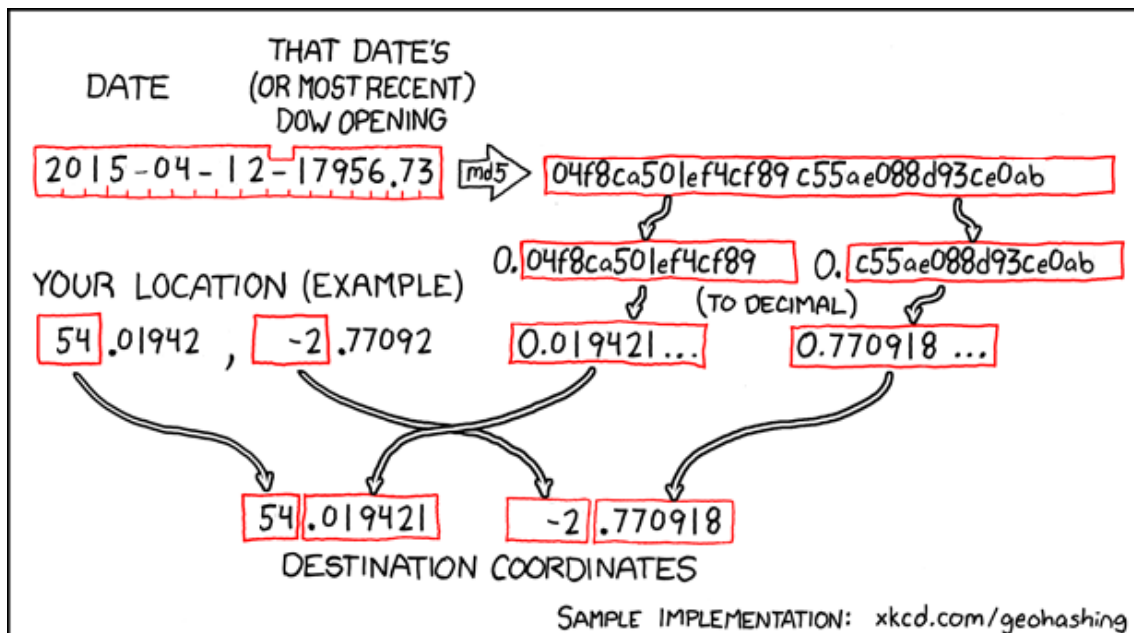 DATE
THAT DATE'S
(OR MOST RECENT)
DOW OPENING
2015-04-12-17956.73
md5
04f8ca501ef4cf89 c55ae088d93ce0ab
0. 04f8ca501ef4cf89
0. c55ae088d93ce0ab
YOUR LOCATION (EXAMPLE)
(TO DECIMAL)
54.01942, -2.77092
0.019421...
0.770918 ...
54.019421
-2.770918
DESTINATION COORDINATES
SAMPLE IMPLEMENTATION: xkcd.com/geohashing